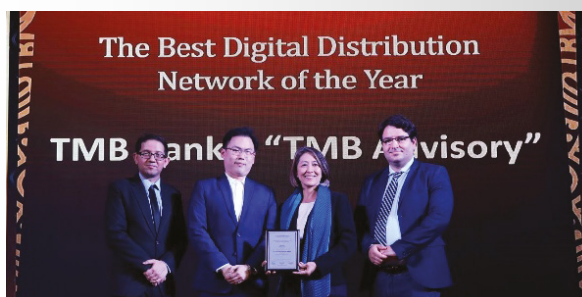 The Best Digital Distribution
Network of the Year
TMB ank "TMB A visory"